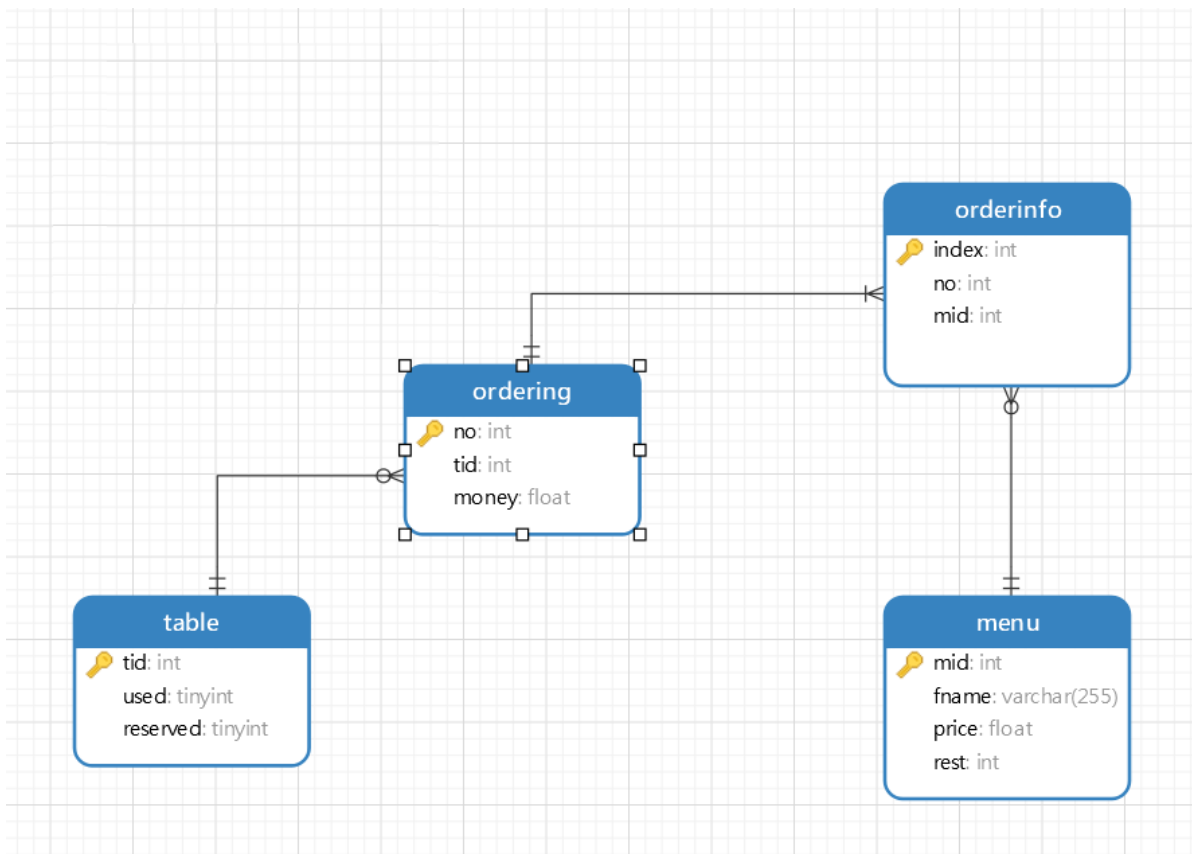 orderinfo
index: int
no: int
mid: int
ordering
no: int
tid: int
money: float
table
tid: int
used: tinyint
reserved: tinyint
menu
mid: int
fname: varchar(255)
price: float
rest: int